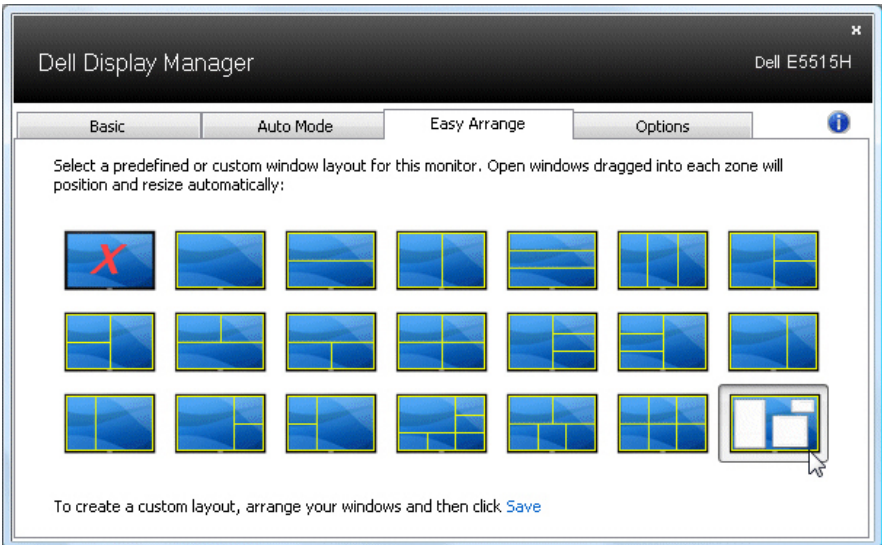 x
Dell Display Manager
Dell E5515H
Basic
Auto Mode
Easy Arrange
Options
i
Select a predefined or custom window layout for this monitor. Open windows dragged into each zone will
position and resize automatically:
X
To create a custom layout, arrange your windows and then click Save